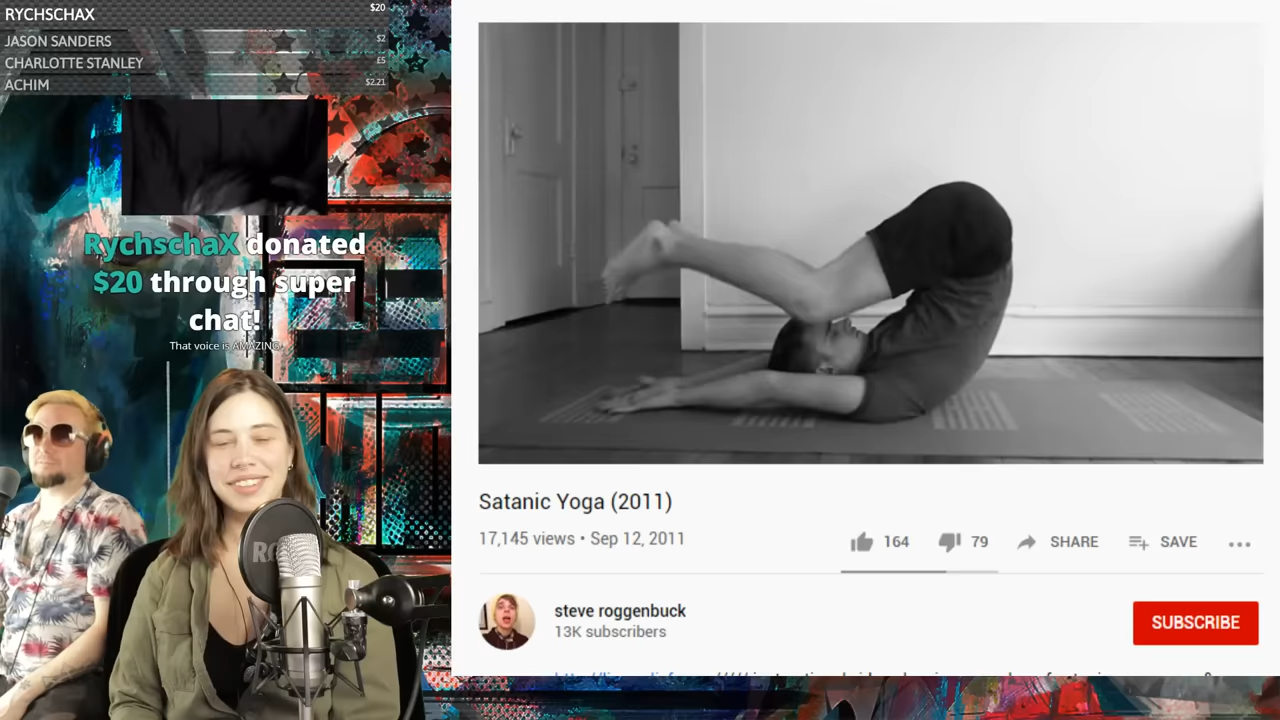 RYCHSCHAX $20
JASON SANDERS $2
CHARLOTTE STANLEY £5
ACHIM $2.21
RychschaX donated
$20 through super
chat!
That voice is AMAZING.
Satanic Yoga (2011)
17,145 views • Sep 12, 2011
164 79 SHARE SAVE
steve roggenbuck
13K subscribers
SUBSCRIBE